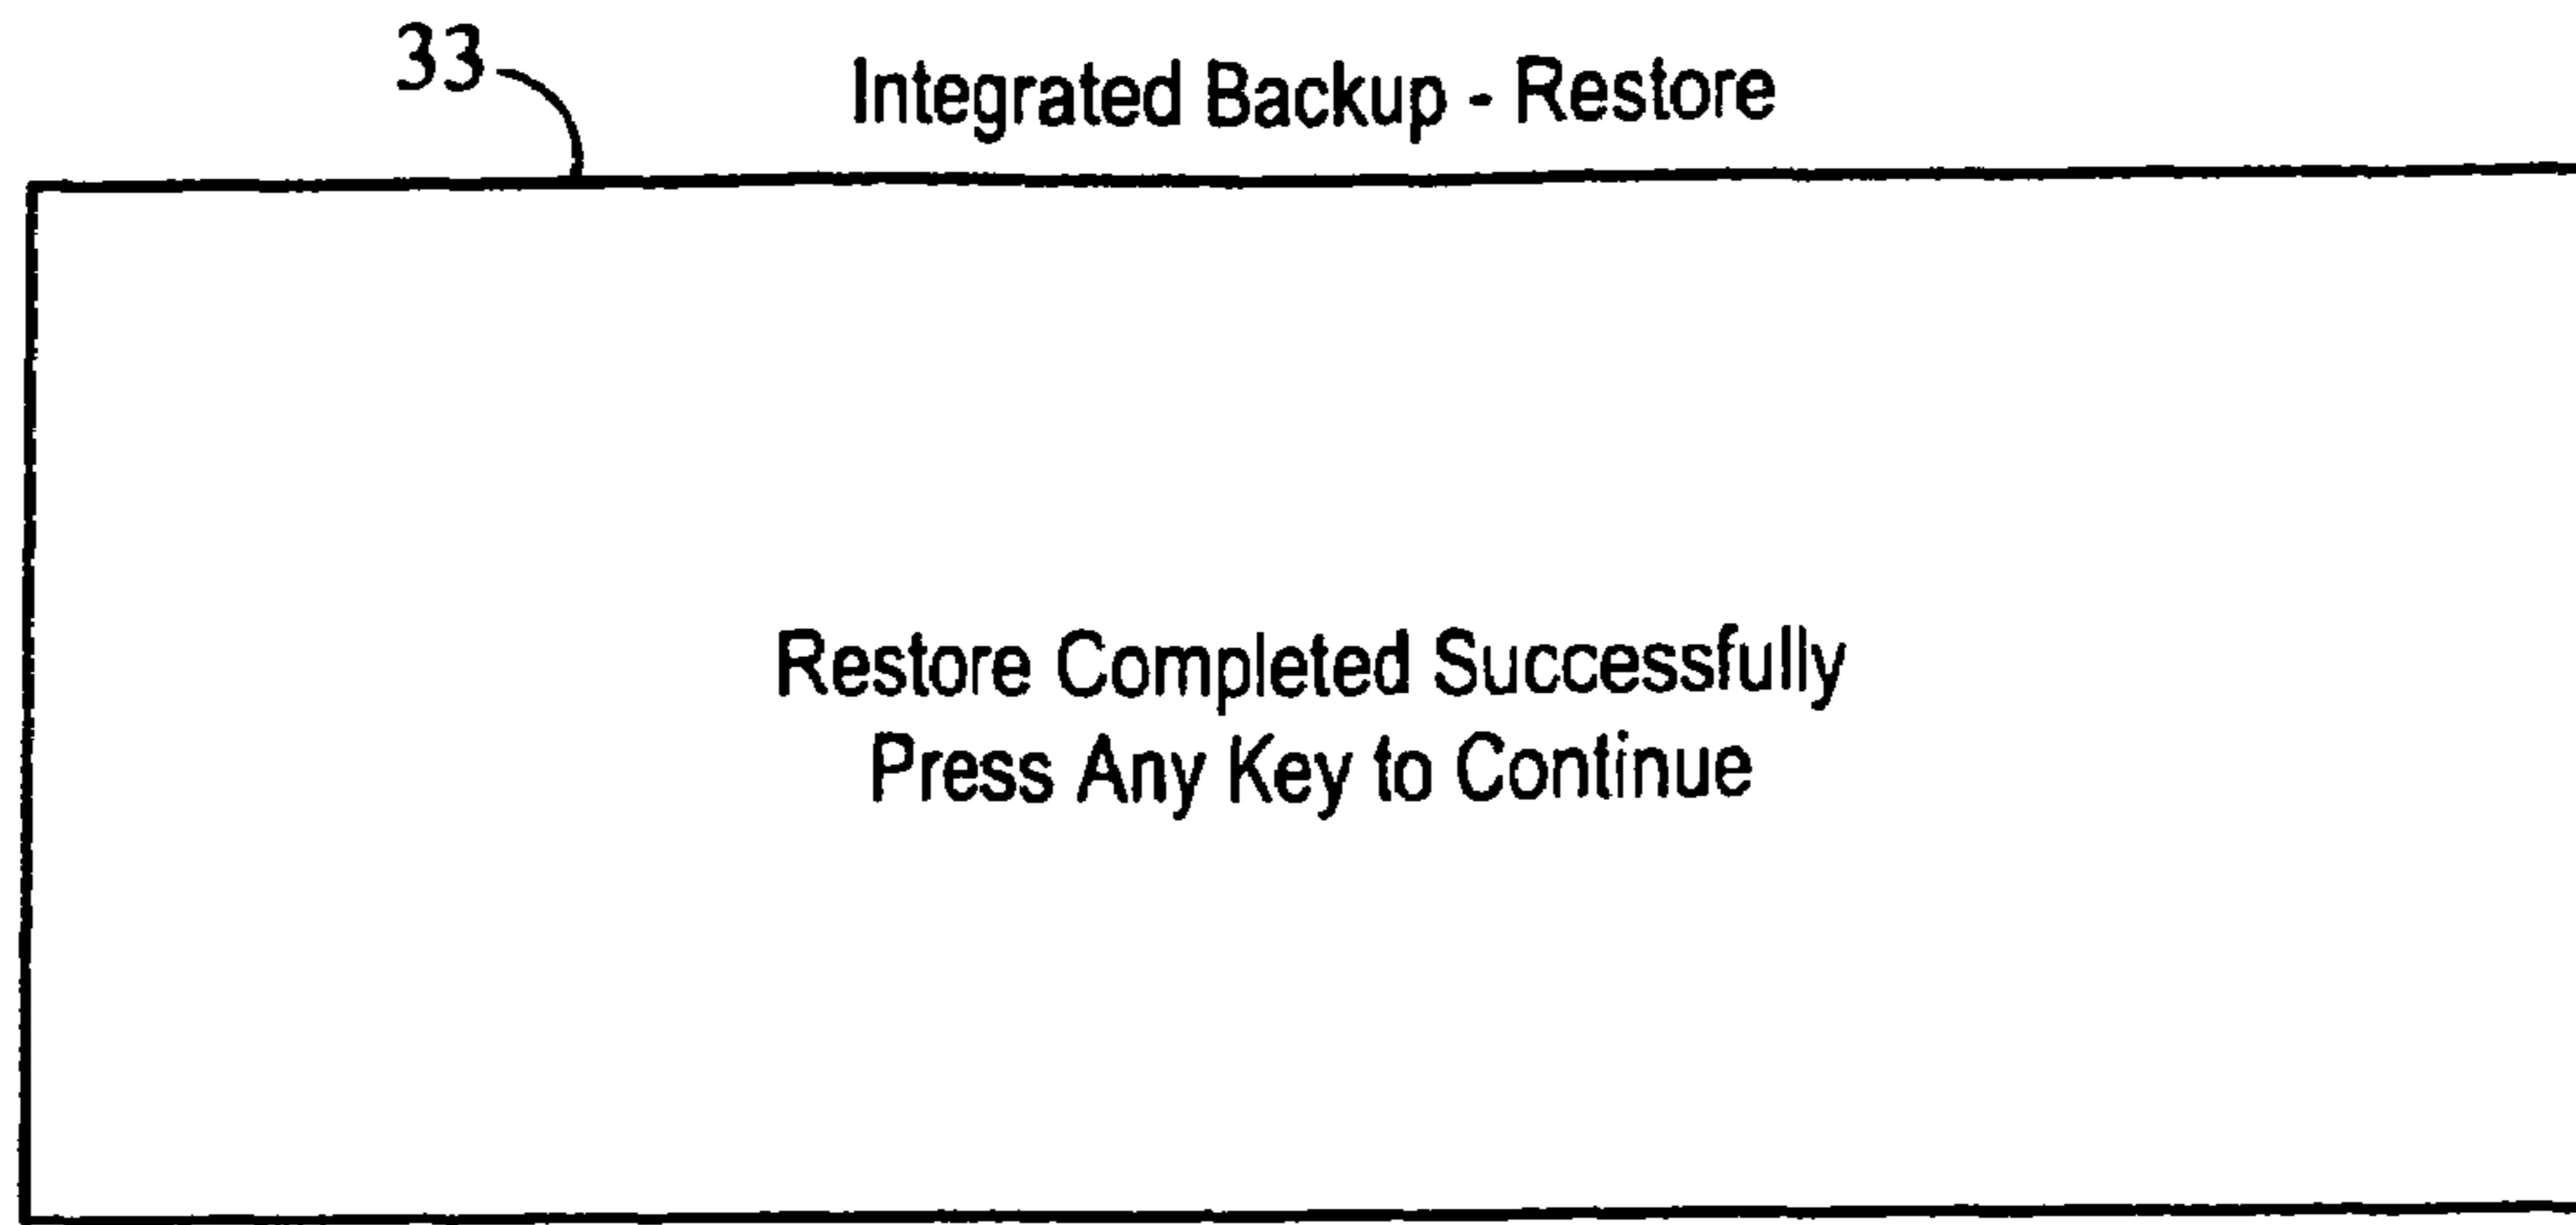 33
Integrated Backup - Restore
Restore Completed Successfully
Press Any Key to Continue